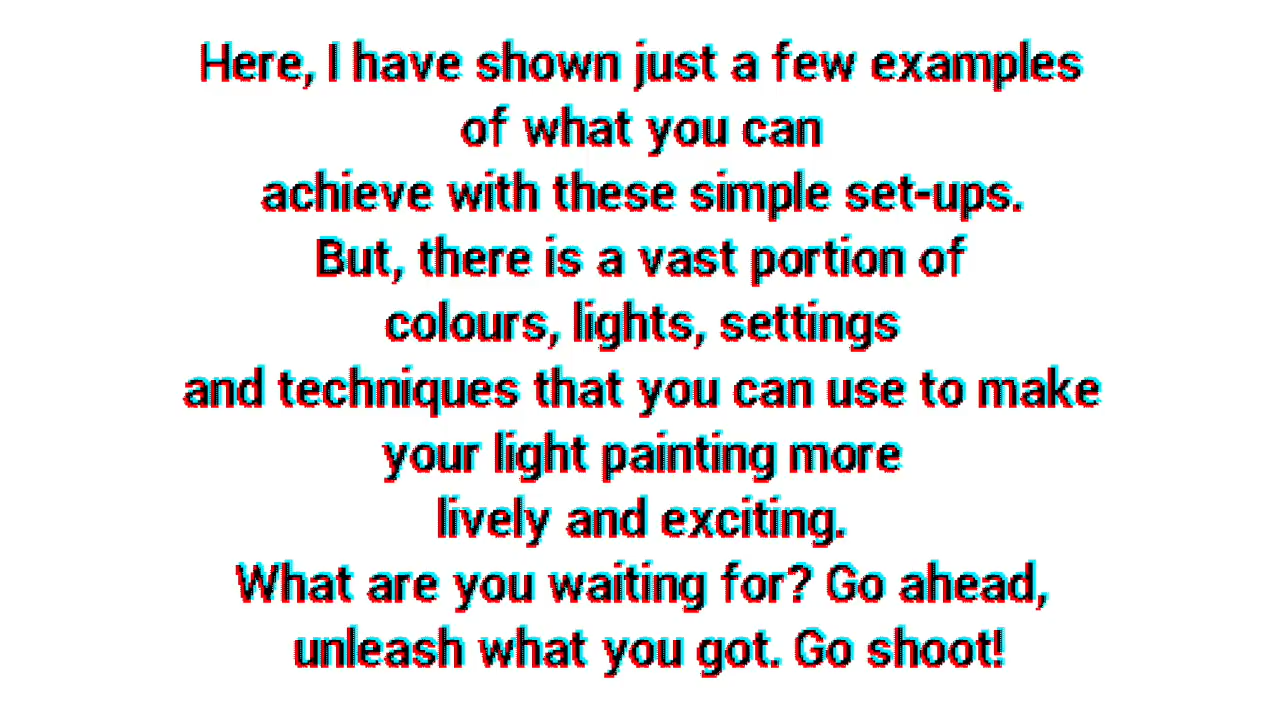 Here, I have shown just a few examples
of what you can
achieve with these simple set-ups.
But, there is a vast portion of
colours, lights, settings
and techniques that you can use to make
your light painting more
lively and exciting.
What are you waiting for? Go ahead,
unleash what you got. Go shoot!